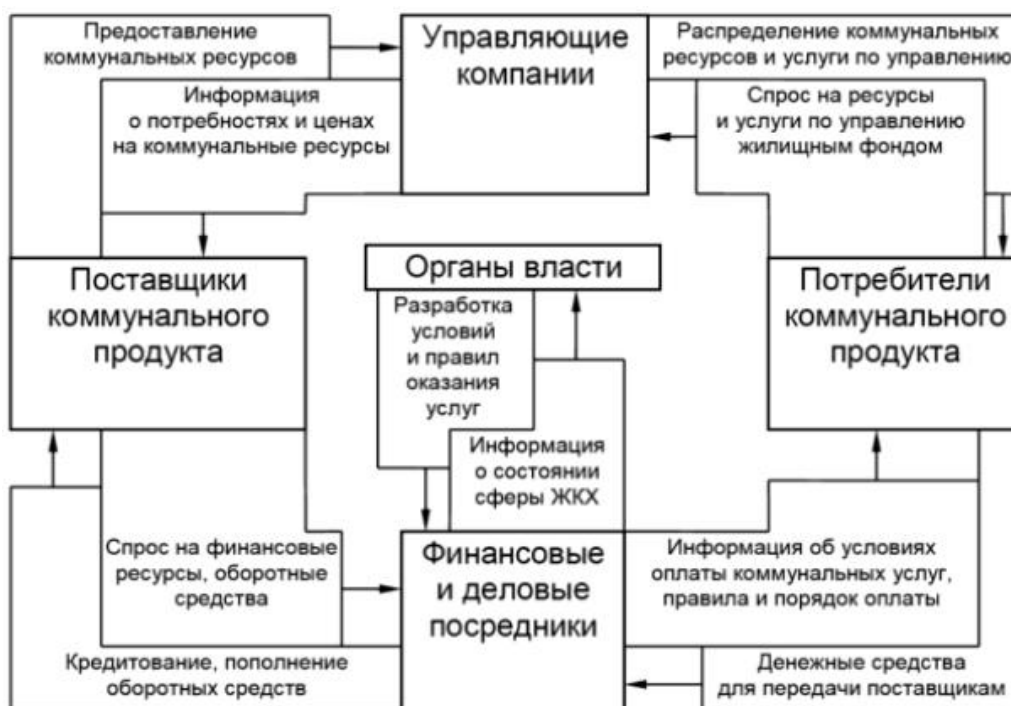 Предоставление
коммунальных ресурсов
Управляющие
компании
Распределение коммунальных
ресурсов и услуги по управлению
Информация
о потребностях и ценах
на коммунальные ресурсы
Спрос на ресурсы
и услуги по управлению
жилищным фондом
Поставщики
коммунального
продукта
Органы власти
Потребители
коммунального
продукта
Разработка
условий
и правил
оказания
услуг
Информация
о состоянии
сферы ЖКХ
Спрос на финансовые
ресурсы, оборотные
средства
Финансовые
и деловые
посредники
Информация об условиях
оплаты коммунальных услуг,
правила и порядок оплаты
Кредитование, пополнение
оборотных средств
Денежные средства
для передачи поставщикам